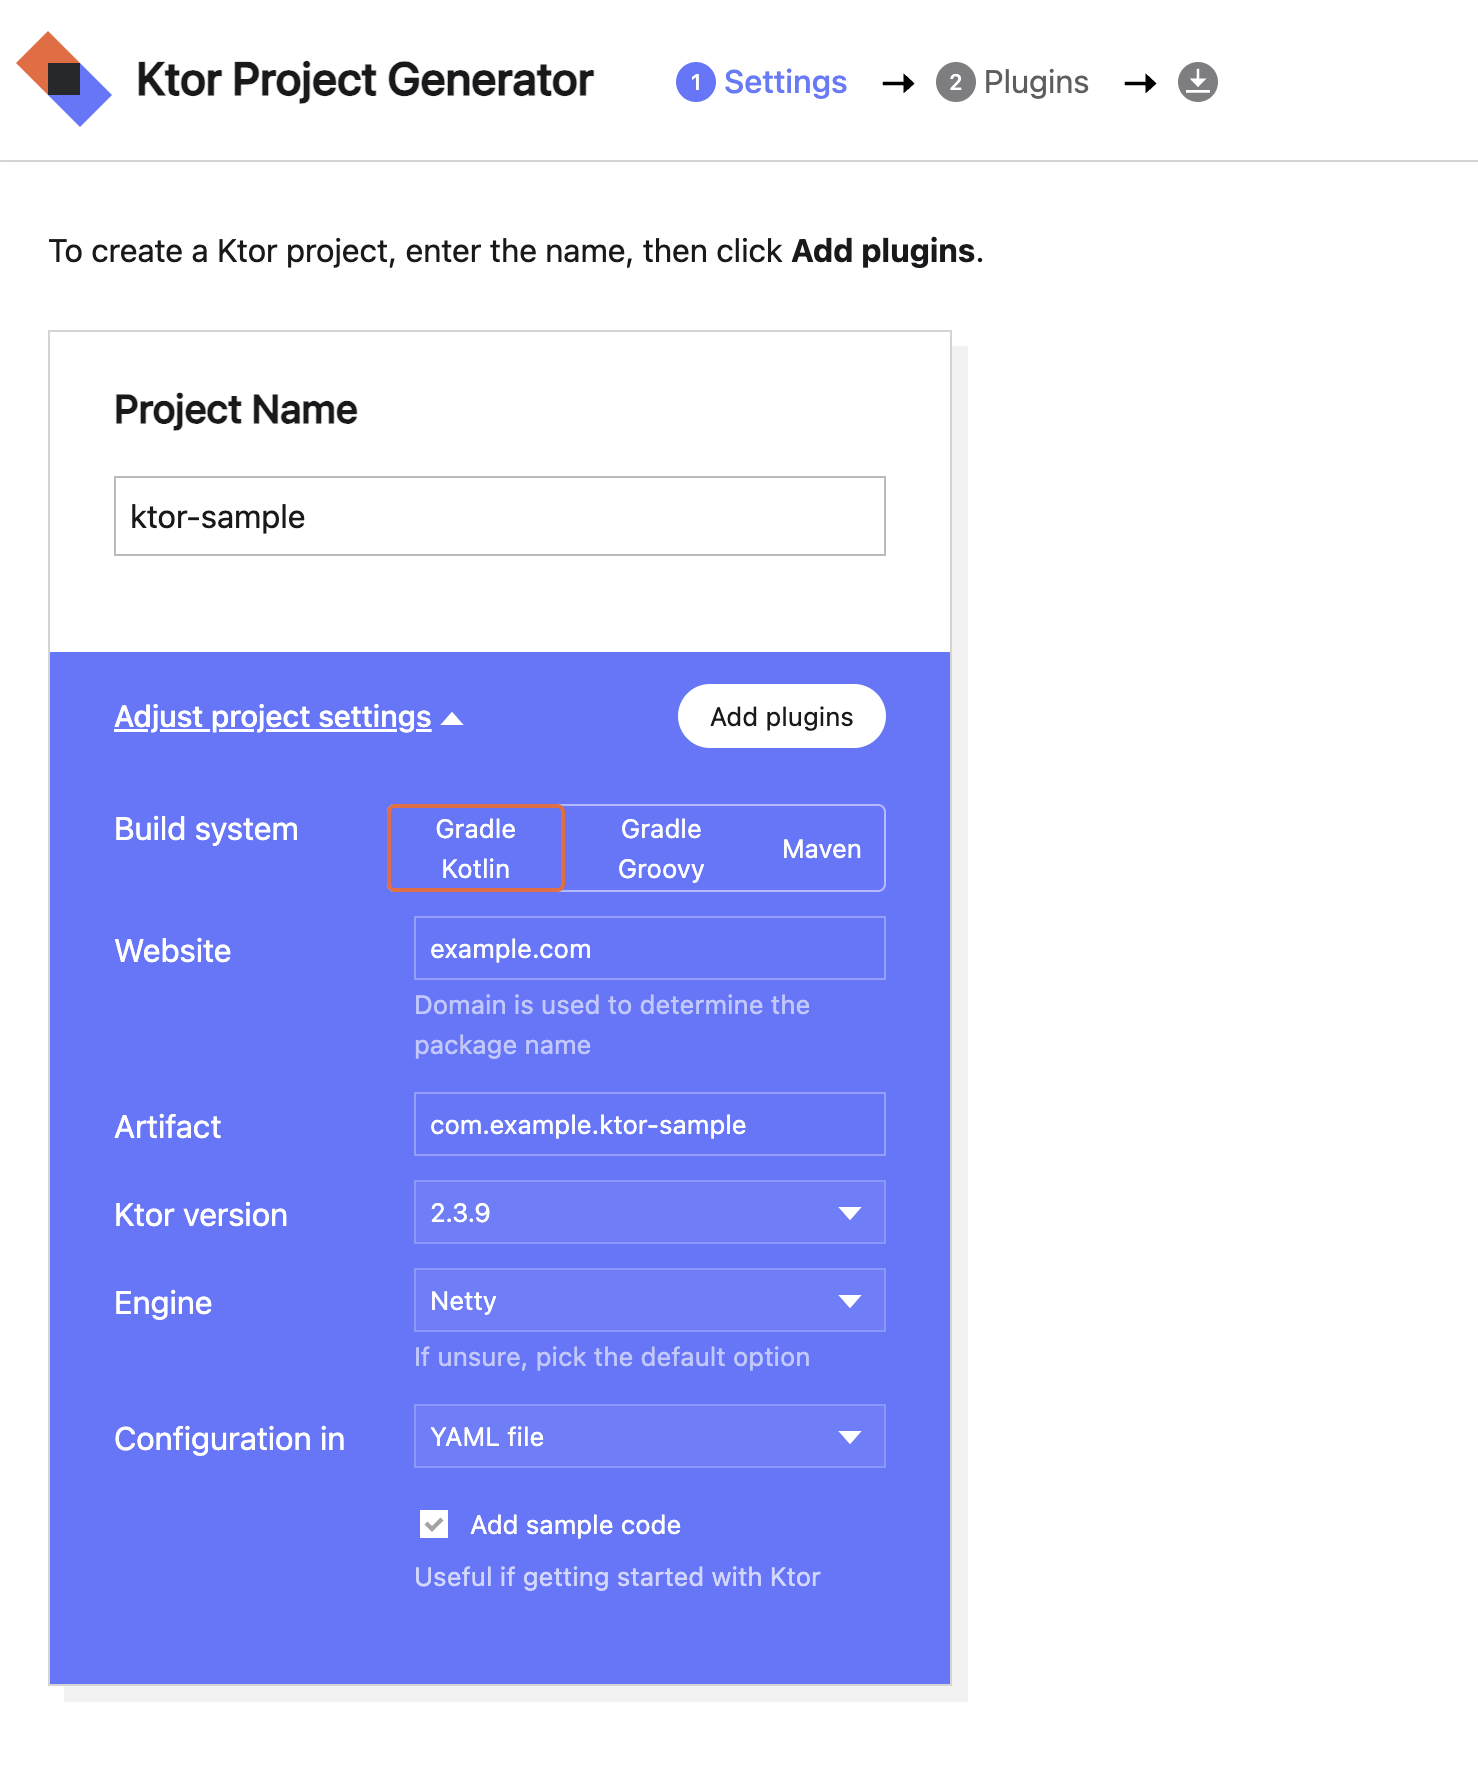 Ktor Project Generator
1 Settings → 2 Plugins →
To create a Ktor project, enter the name, then click Add plugins.
Project Name
ktor-sample
Adjust project settings
Add plugins
Build system
Gradle
Kotlin
Gradle
Groovy
Maven
Website
example.com
Domain is used to determine the
package name
Artifact
com.example.ktor-sample
Ktor version
2.3.9
Engine
Netty
If unsure, pick the default option
Configuration in
YAML file
Add sample code
Useful if getting started with Ktor